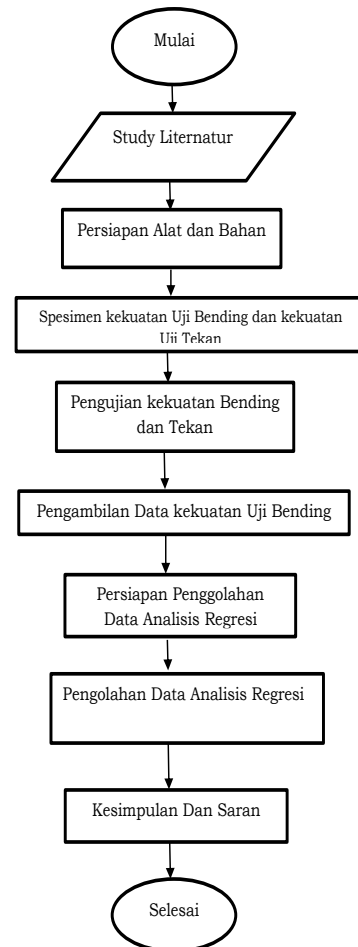 Mulai
Study Liternatur
Persiapan Alat dan Bahan
Spesimen kekuatan Uji Bending dan kekuatan
Uji Tekan
Pengujian kekuatan Bending
dan Tekan
Pengambilan Data kekuatan Uji Bending
Persiapan Penggolahan
Data Analisis Regresi
Pengolahan Data Analisis Regresi
Kesimpulan Dan Saran
Selesai